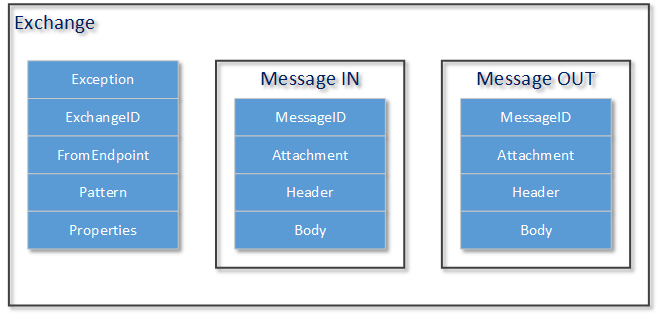 Exchange
Exception
ExchangeID
FromEndpoint
Pattern
Properties
Message IN
MessageID
Attachment
Header
Body
Message OUT
MessageID
Attachment
Header
Body